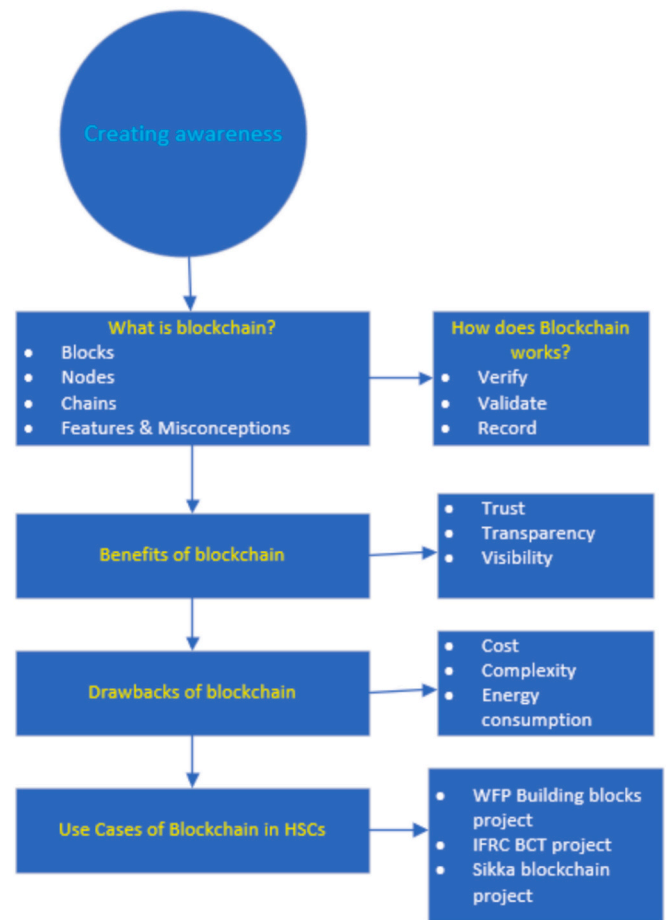 Creating awareness
What is blockchain?
• Blocks
• Nodes
• Chains
• Features & Misconceptions
How does Blockchain
works?
• Verify
• Validate
• Record
Benefits of blockchain
• Trust
• Transparency
• Visibility
Drawbacks of blockchain
• Cost
• Complexity
• Energy
consumption
Use Cases of Blockchain in HSCs
• WFP Building blocks
project
• IFRC BCT project
• Sikka blockchain
project